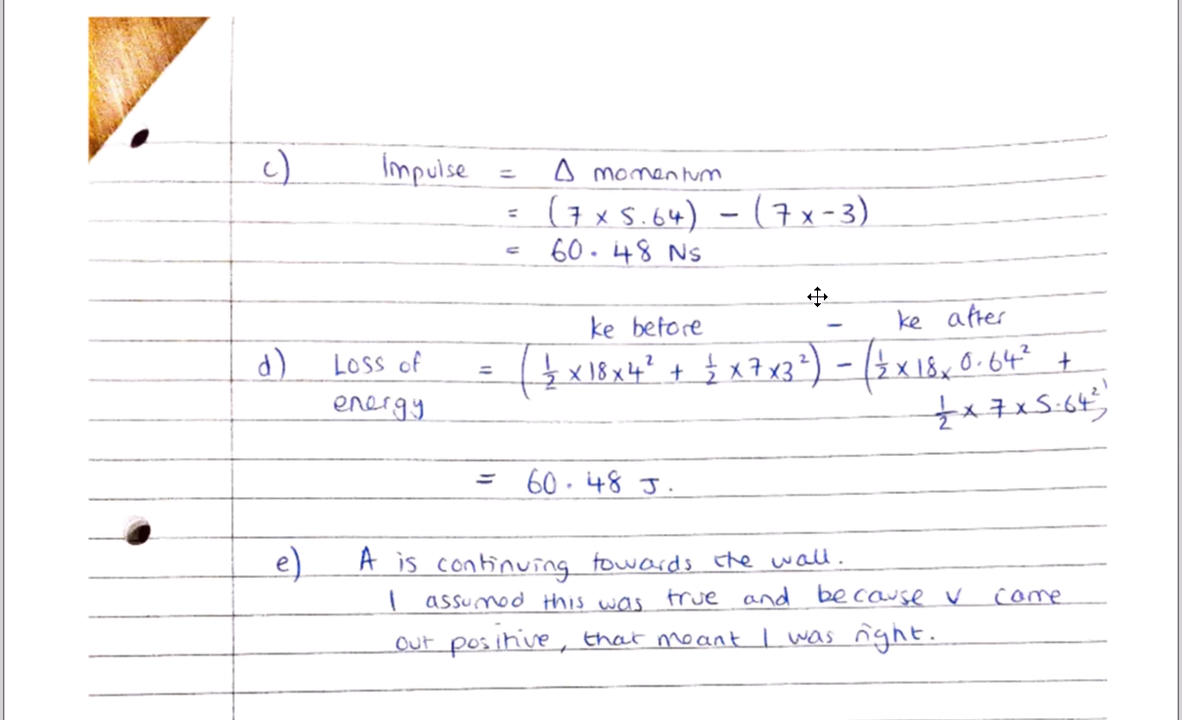 c) Impulse = Δ momentum
= (7 x 5.64) - (7 x -3)
= 60.48 Ns
ke before - ke after
d) Loss of = (½ x 18 x 4² + ½ x 7 x 3²) - (½ x 18 x 0.64² +
energy ½ x 7 x 5.64²)
= 60.48 J.
e) A is continuing towards the wall.
I assumed this was true and because v came
out positive, that meant I was right.